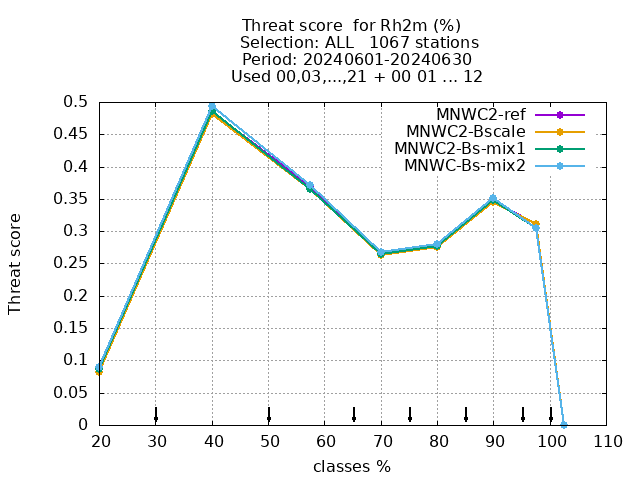 Threat score  for Rh2m (%)
Selection: ALL   1067 stations
Period: 20240601-20240630
Used 00,03,...,21 + 00 01 ... 12
MNWC2-ref
MNWC2-Bscale
MNWC2-Bs-mix1
MNWC-Bs-mix2
0.5
0.45
0.4
0.35
0.3
0.25
0.2
0.15
0.1
0.05
0
Threat score
20 30 40 50 60 70 80 90 100 110
classes %